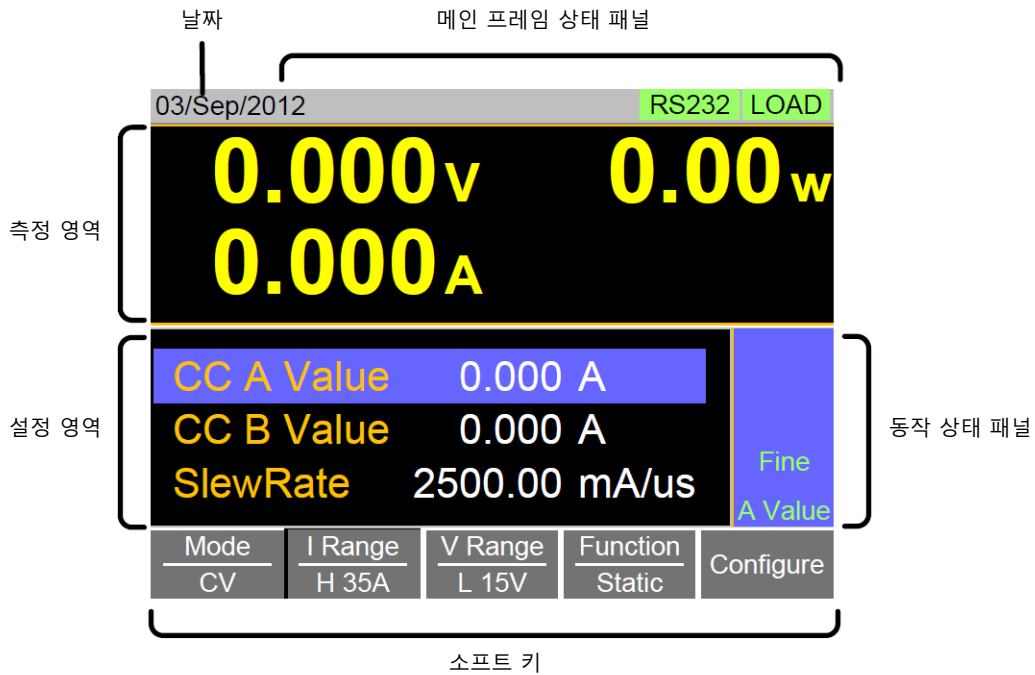 날짜
메인 프레임 상태 패널
03/Sep/2012 RS232 LOAD
측정 영역
0.000 V 0.00 W
0.000 A
설정 영역
CC A Value 0.000 A
CC B Value 0.000 A
SlewRate 2500.00 mA/us
Fine
A Value
동작 상태 패널
Mode I Range V Range Function Configure
CV H 35A L 15V Static
소프트 키